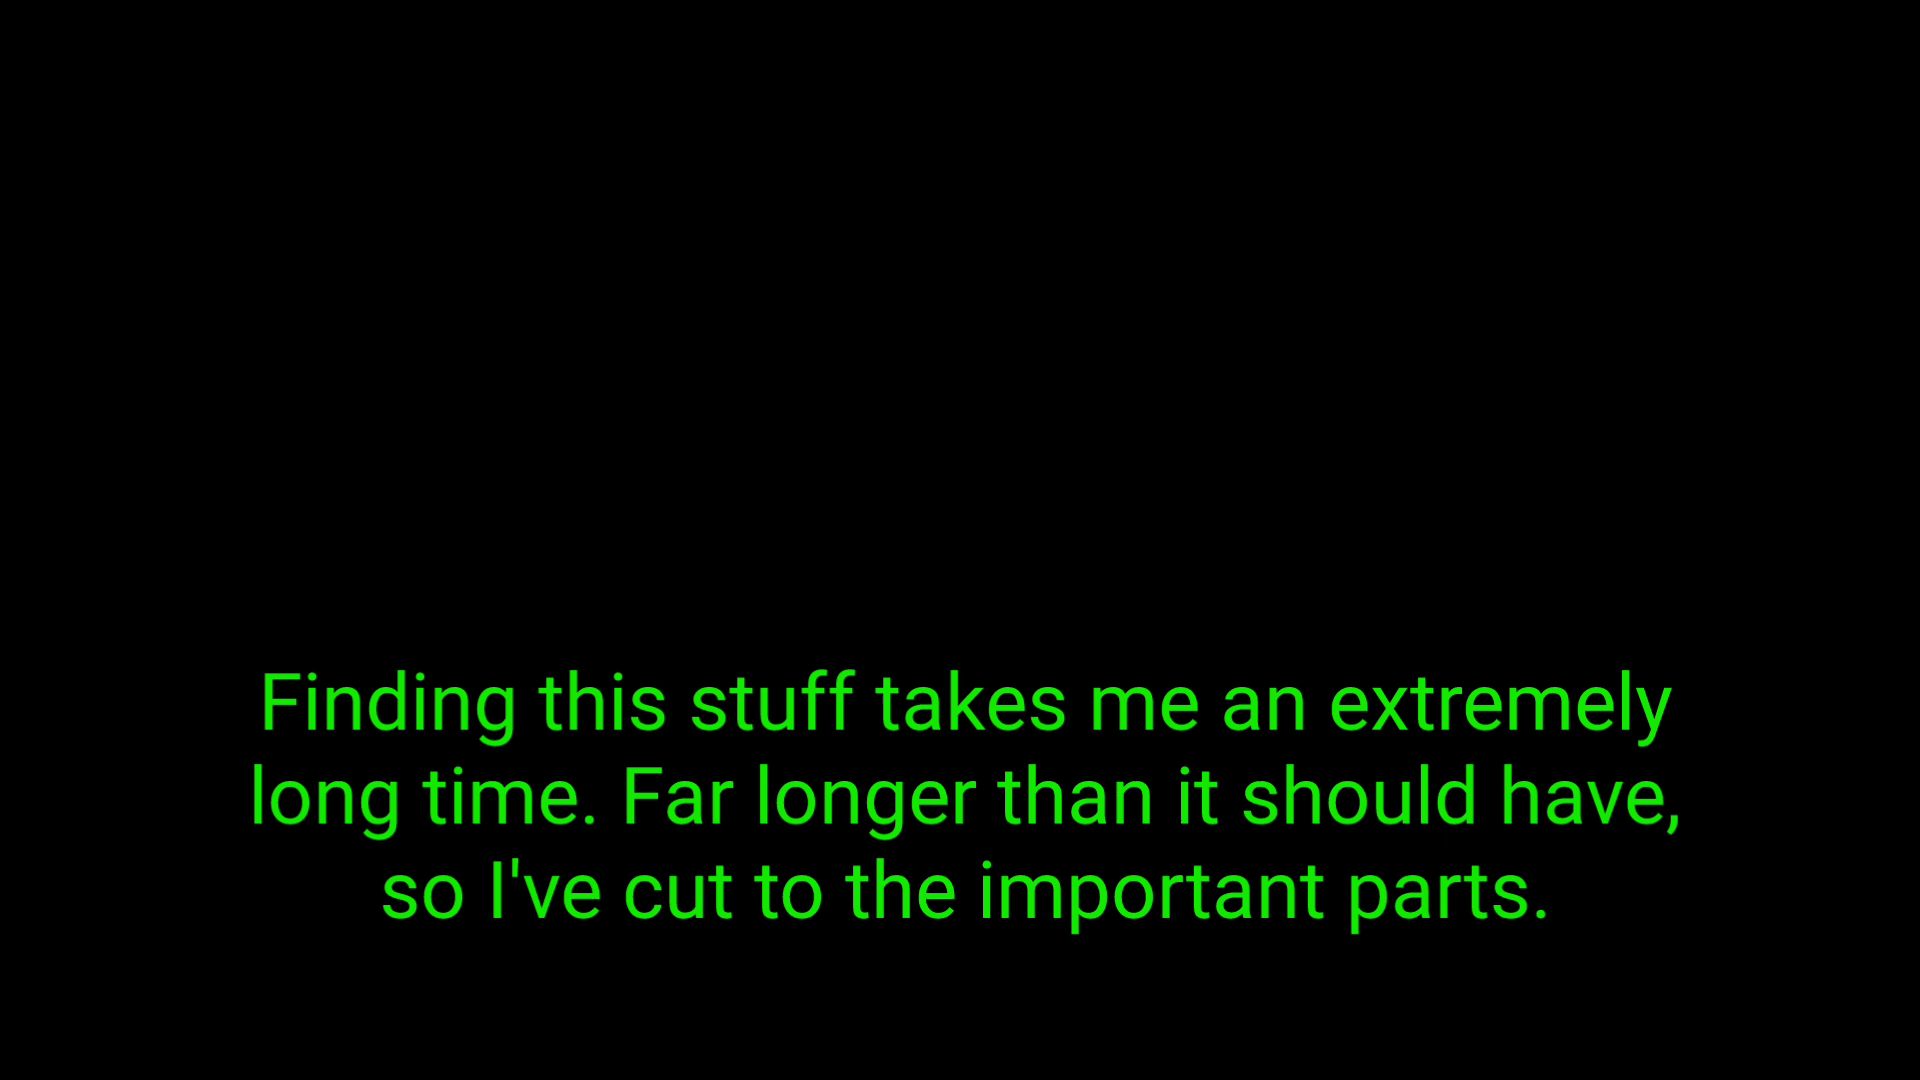 Finding this stuff takes me an extremely
long time. Far longer than it should have,
so I've cut to the important parts.